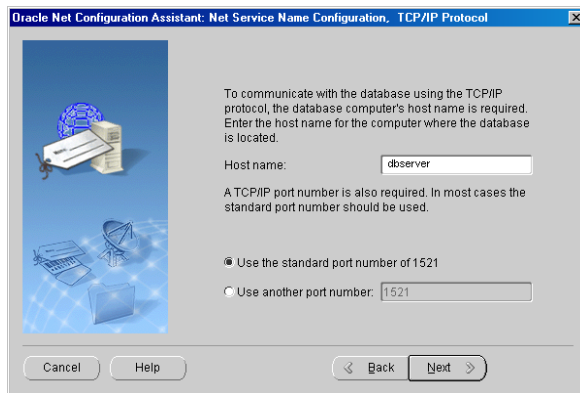 Oracle Net Configuration Assistant: Net Service Name Configuration, TCP/IP Protocol
To communicate with the database using the TCP/IP
protocol, the database computer's host name is required.
Enter the host name for the computer where the database
is located.
Host name: dbserver
A TCP/IP port number is also required. In most cases the
standard port number should be used.
Use the standard port number of 1521
Use another port number: 1521
Cancel Help Back Next